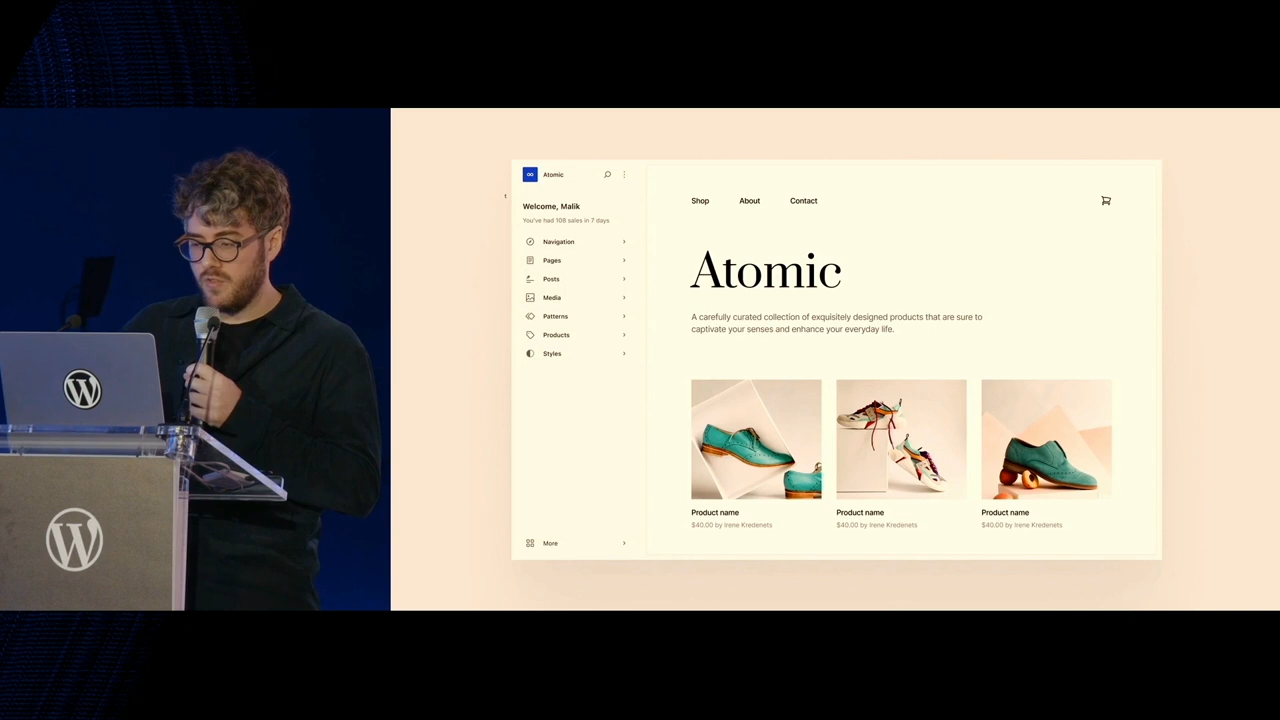 W
W
Atomic
Welcome, Malik
You've had 108 sales in 7 days
Navigation
Pages
Posts
Media
Patterns
Products
Styles
More
Shop About Contact
Atomic
A carefully curated collection of exquisitely designed products that are sure to
captivate your senses and enhance your everyday life.
Product name
$40.00 by Irene Kredenets
Product name
$40.00 by Irene Kredenets
Product name
$40.00 by Irene Kredenets